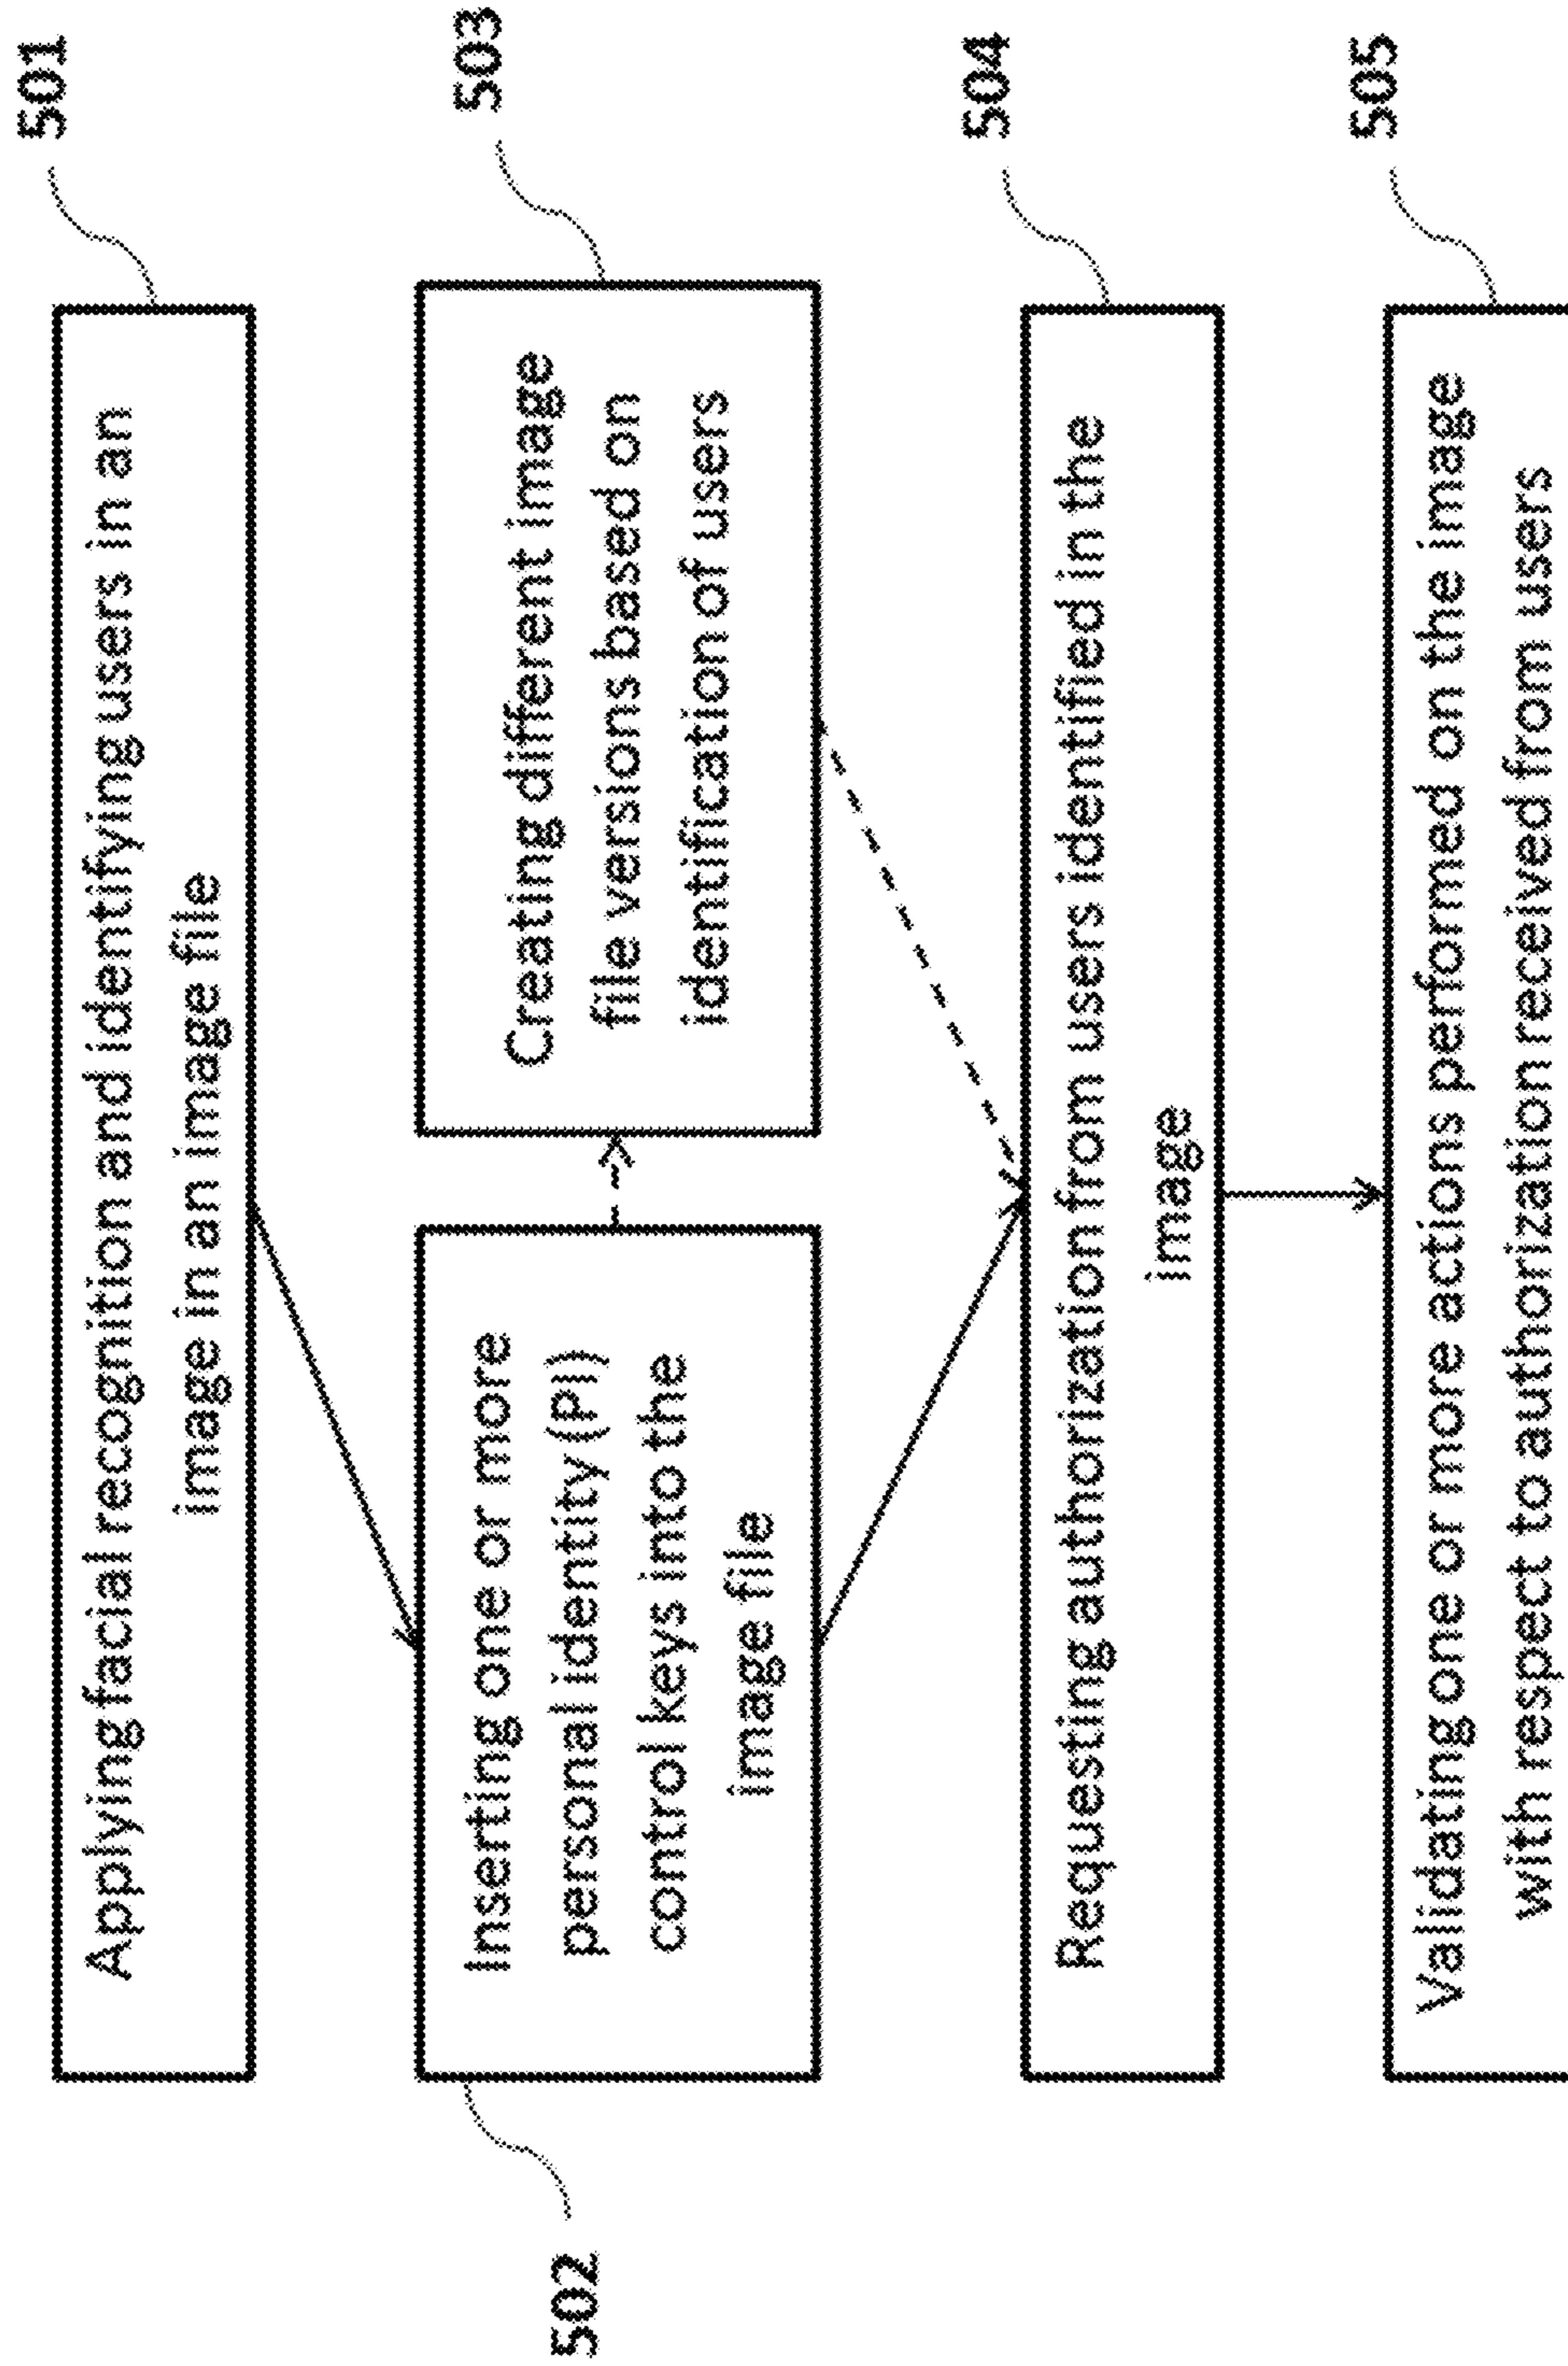 501
Applying facial recognition and identifying users in an
image in an image file
502
Inserting one or more
personal identity (PI)
control keys into the
image file
503
Creating different image
file versions based on
identification of users
504
Requesting authorization from users identified in the
image
505
Validating one or more actions performed on the image
with respect to authorization received from users